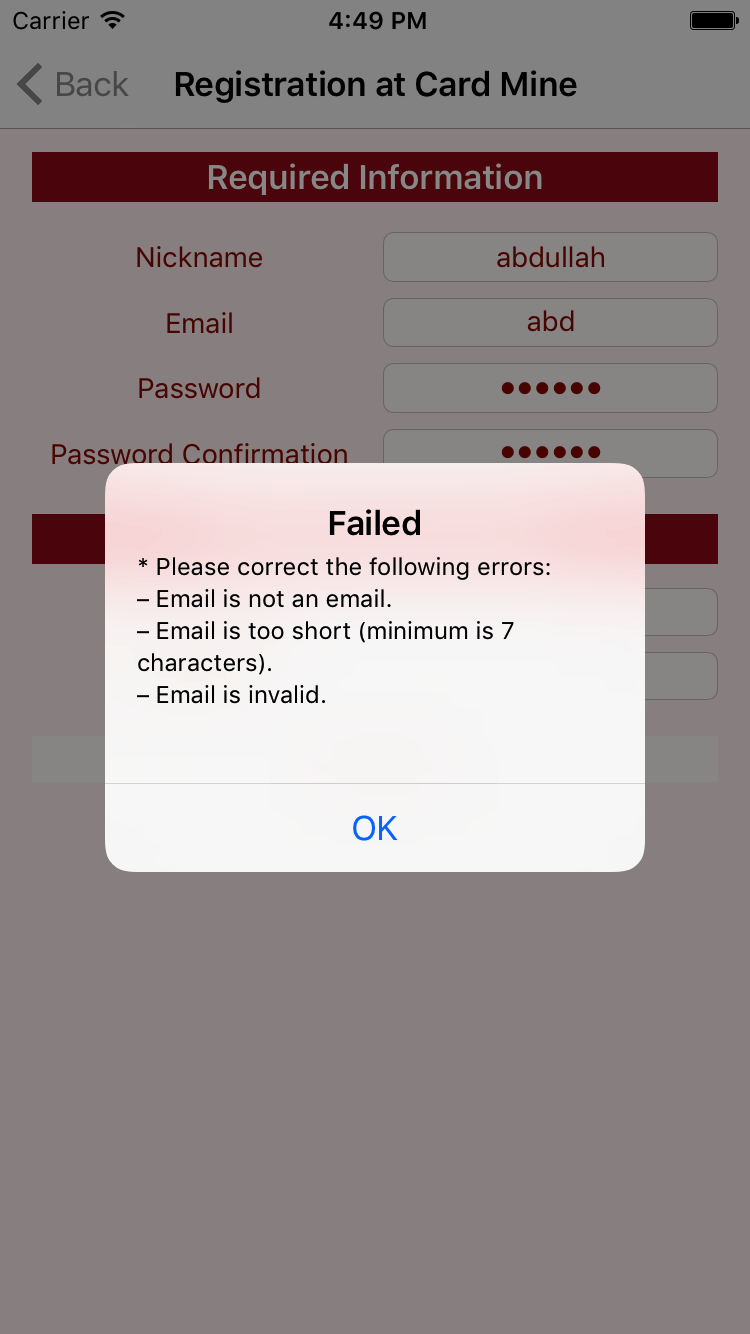 Carrier 4:49 PM
Back Registration at Card Mine
Required Information
Nickname abdullah
Email abd
Password ••••••
Password Confirmation ••••••
Failed
* Please correct the following errors:
– Email is not an email.
– Email is too short (minimum is 7
characters).
– Email is invalid.
OK